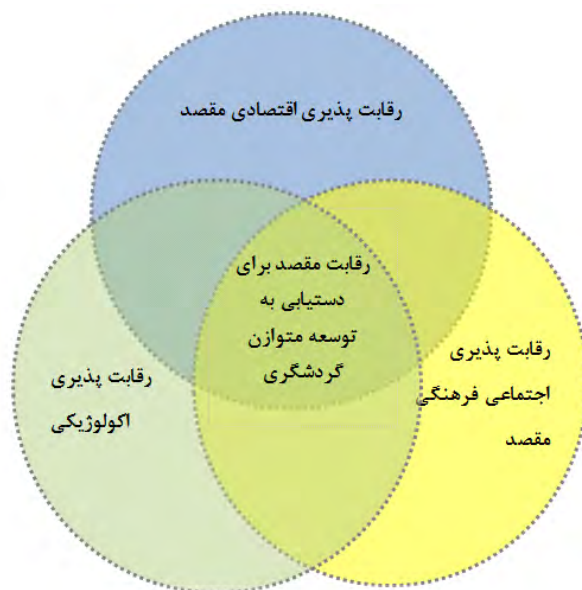 رقابت پذیری اقتصادی مقصد
رقابت مقصد برای
دستیابی به
توسعه متوازن
گردشگری
رقابت پذیری
اجتماعی فرهنگی
مقصد
رقابت پذیری
اکولوژیکی